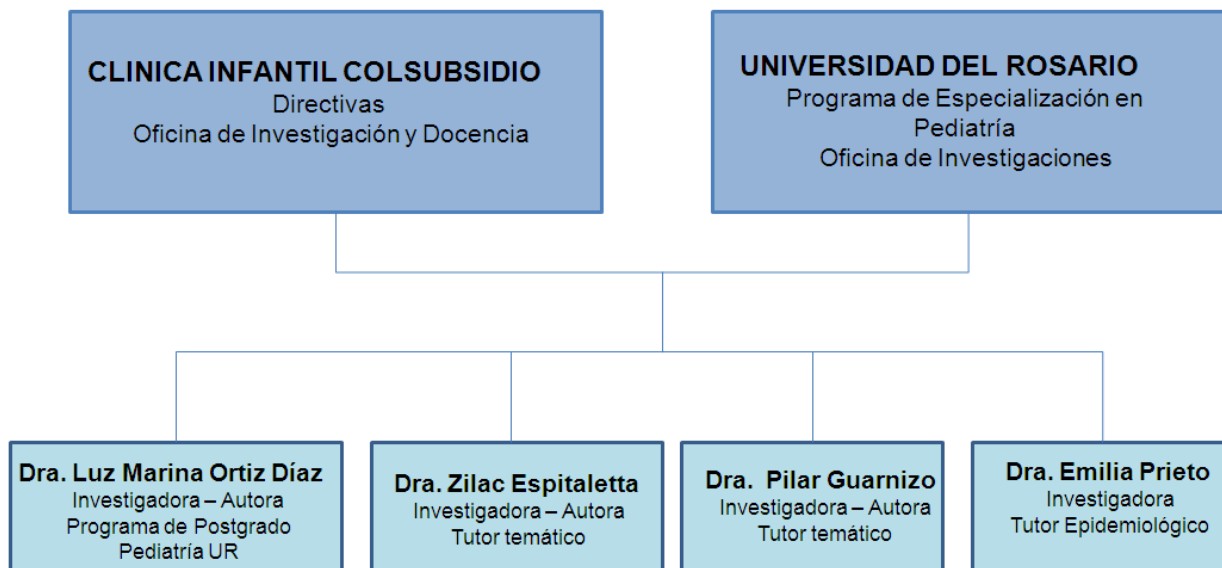 CLINICA INFANTIL COLSUBSIDIO
Directivas
Oficina de Investigación y Docencia
UNIVERSIDAD DEL ROSARIO
Programa de Especialización en
Pediatría
Oficina de Investigaciones
Dra. Luz Marina Ortiz Díaz
Investigadora – Autora
Programa de Postgrado
Pediatría UR
Dra. Zilac Espitaletta
Investigadora – Autora
Tutor temático
Dra. Pilar Guarnizo
Investigadora – Autora
Tutor temático
Dra. Emilia Prieto
Investigadora
Tutor Epidemiológico